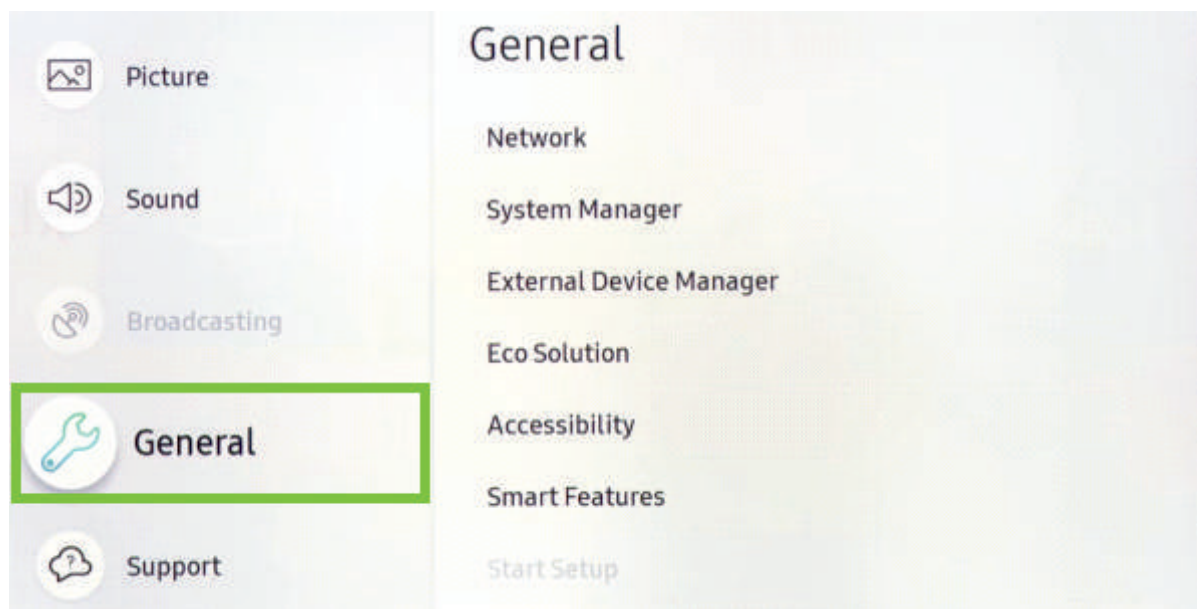 Picture
Sound
Broadcasting
General
Support
General
Network
System Manager
External Device Manager
Eco Solution
Accessibility
Smart Features
Start Setup